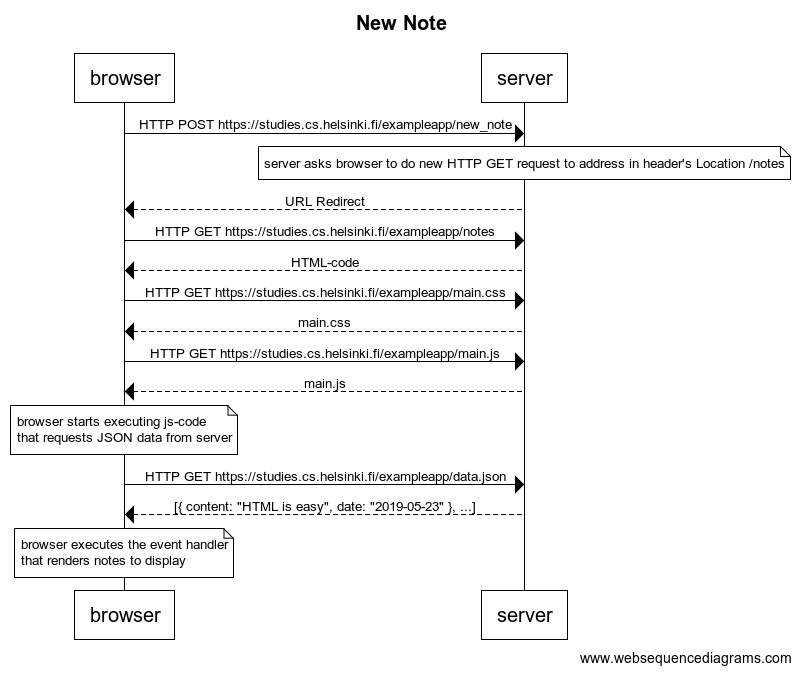 New Note
browser
server
HTTP POST https://studies.cs.helsinki.fi/exampleapp/new_note
server asks browser to do new HTTP GET request to address in header's Location /notes
URL Redirect
HTTP GET https://studies.cs.helsinki.fi/exampleapp/notes
HTML-code
HTTP GET https://studies.cs.helsinki.fi/exampleapp/main.css
main.css
HTTP GET https://studies.cs.helsinki.fi/exampleapp/main.js
main.js
browser starts executing js-code
that requests JSON data from server
HTTP GET https://studies.cs.helsinki.fi/exampleapp/data.json
[{ content: "HTML is easy", date: "2019-05-23" }, ...]
browser executes the event handler
that renders notes to display
browser
server
www.websequencediagrams.com